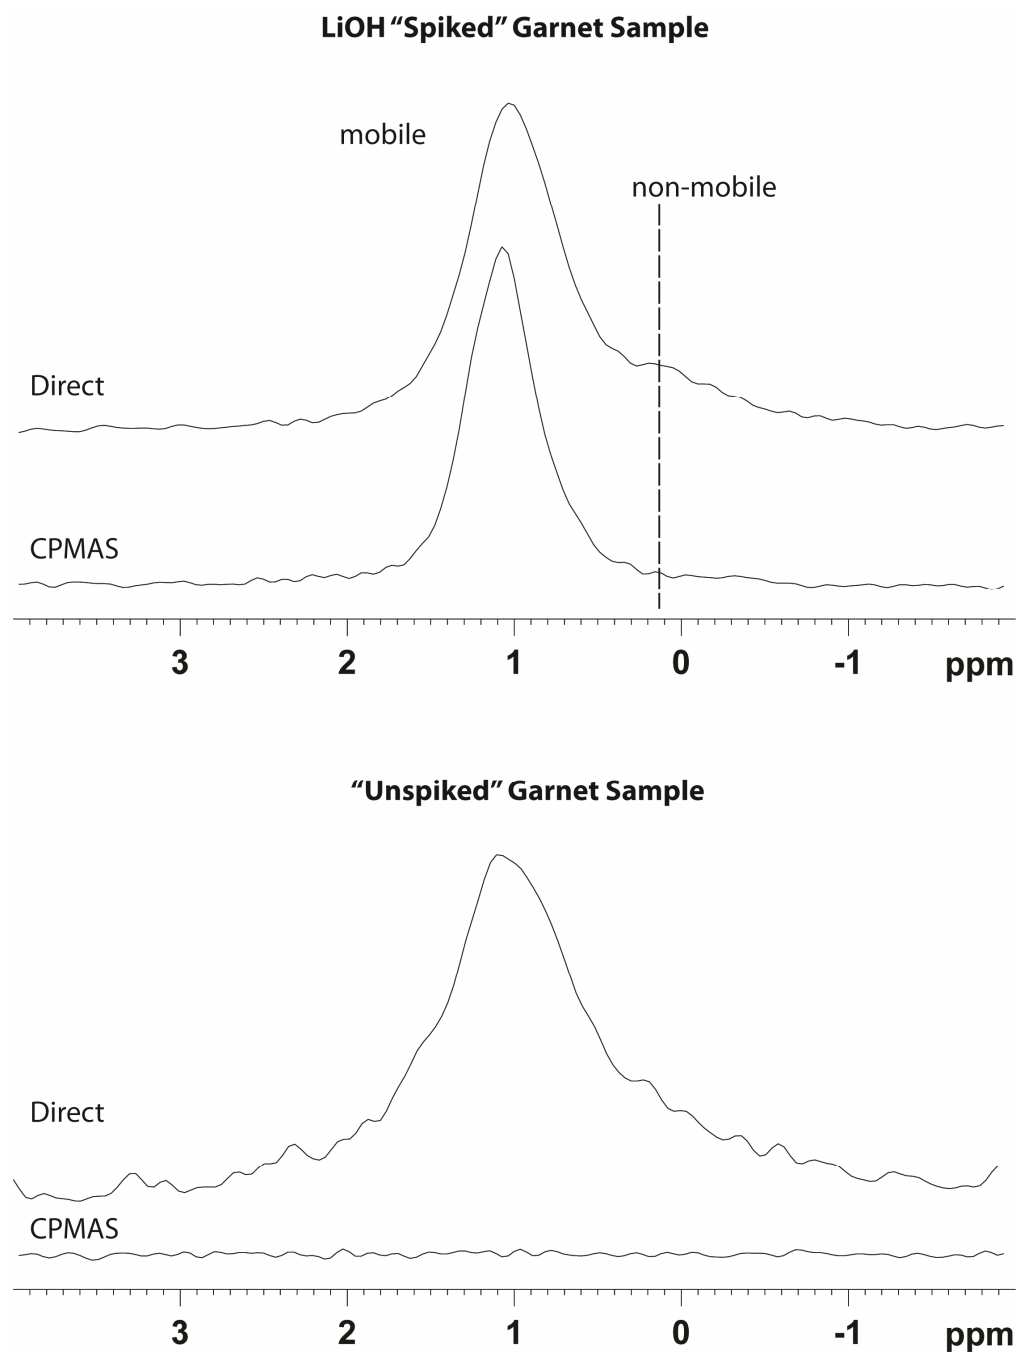 LiOH “Spiked” Garnet Sample
mobile
non-mobile
Direct
CPMAS
3 2 1 0 -1 ppm
“Unspiked” Garnet Sample
Direct
CPMAS
3 2 1 0 -1 ppm